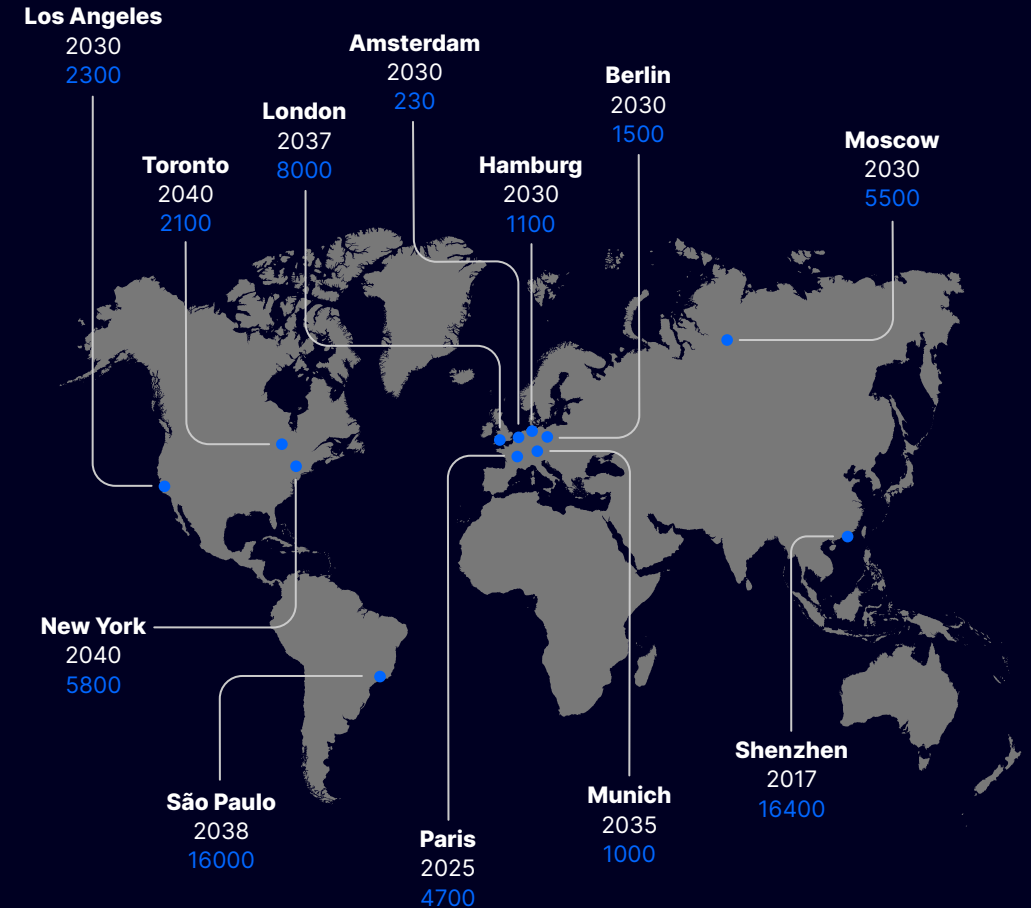 Los Angeles
2030
2300
Amsterdam
2030
230
Berlin
2030
1500
London
2037
8000
Moscow
2030
5500
Toronto
2040
2100
Hamburg
2030
1100
New York
2040
5800
São Paulo
2038
16000
Paris
2025
4700
Munich
2035
1000
Shenzhen
2017
16400